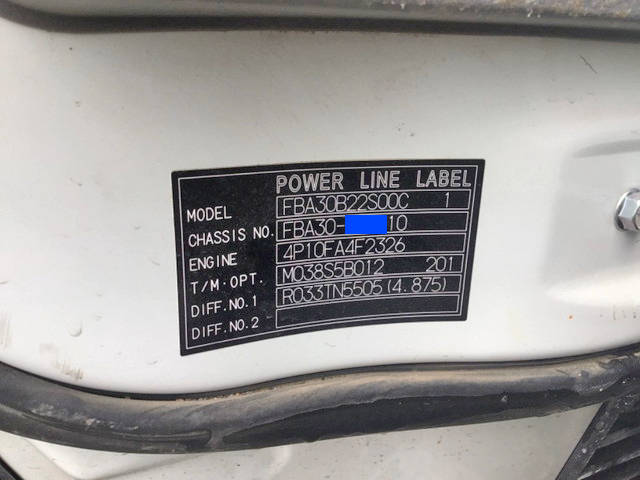 POWER LINE LABEL
MODEL FBA30B22S00C 1
CHASSIS NO. FBA30- 10
ENGINE 4P10FA4F2326
T/M·OPT. M038S5B012 201
DIFF. NO. 1 R033TN5505(4.875)
DIFF. NO. 2